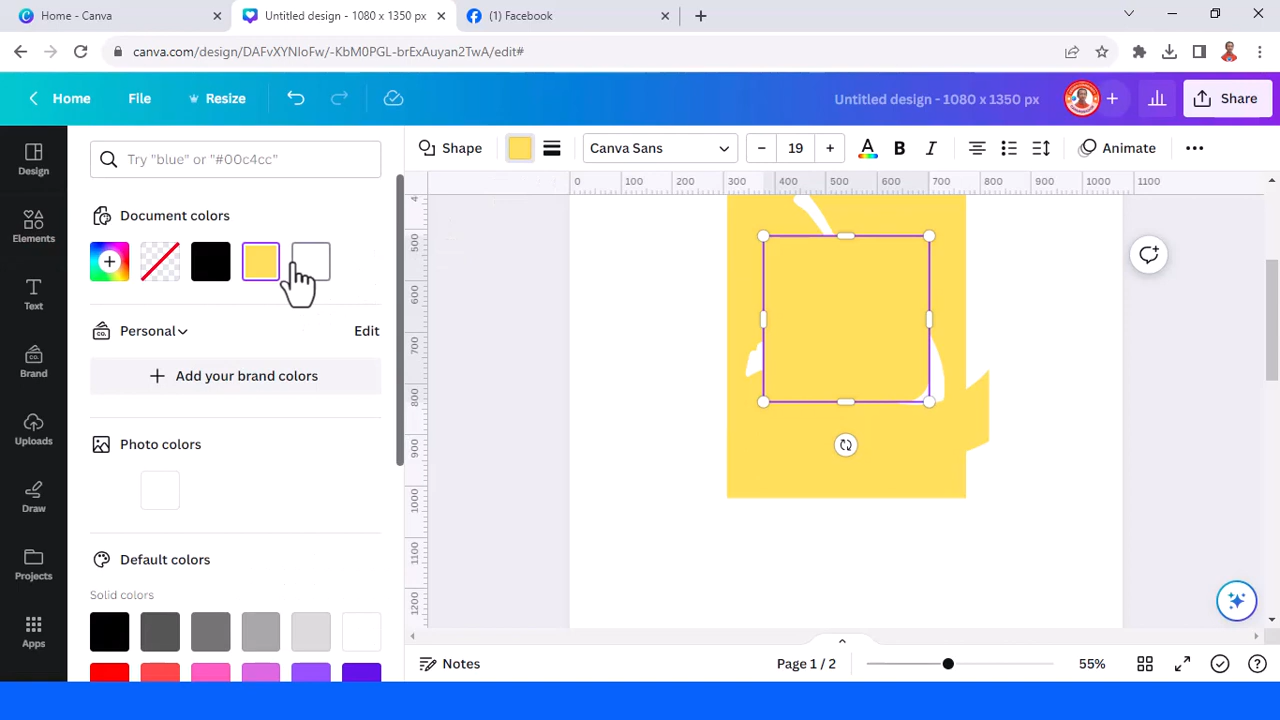 Home - Canva
Untitled design - 1080 x 1350 px
(1) Facebook
canva.com/design/DAFvXYNIoFw/-KbM0PGL-brExAuyan2TwA/edit#
Home
File
Resize
Untitled design - 1080 x 1350 px
Share
Design
Elements
Text
Brand
Uploads
Draw
Projects
Apps
Try "blue" or "#00c4cc"
Document colors
Personal
Edit
Add your brand colors
Photo colors
Default colors
Solid colors
Shape
Canva Sans
19
A
B
I
Animate
0 100 200 300 400 500 600 700 800 900 1000 1100
4
500
600
700
800
900
1000
1100
1200
Notes
Page 1 / 2
55%